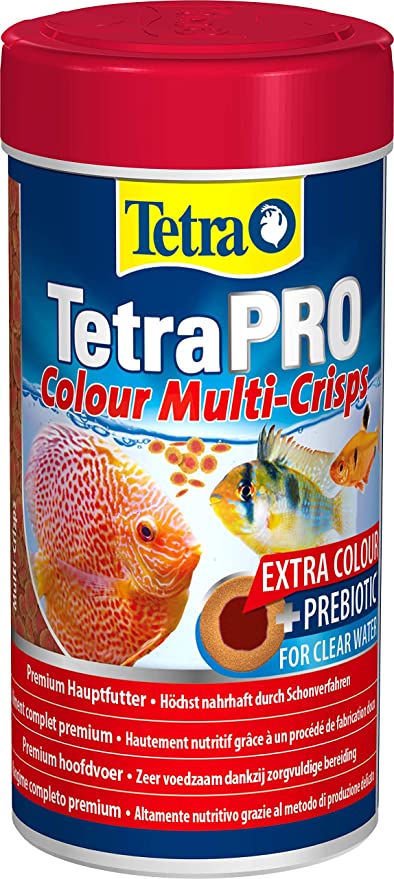 Tetra
TetraPRO
Colour Multi-Crisps
Multi-Crisps
EXTRA COLOUR
+PREBIOTIC
FOR CLEAR WATER
Premium Hauptfutter • Höchst nahrhaft durch Schonverfahren
complet premium • Hautement nutritif grâce à un procédé de fabrication doux
Premium hoofdvoer • Zeer voedzaam dankzij zorgvuldige bereiding
completo premium • Altamente nutritivo grazie al metodo di produzione delicato